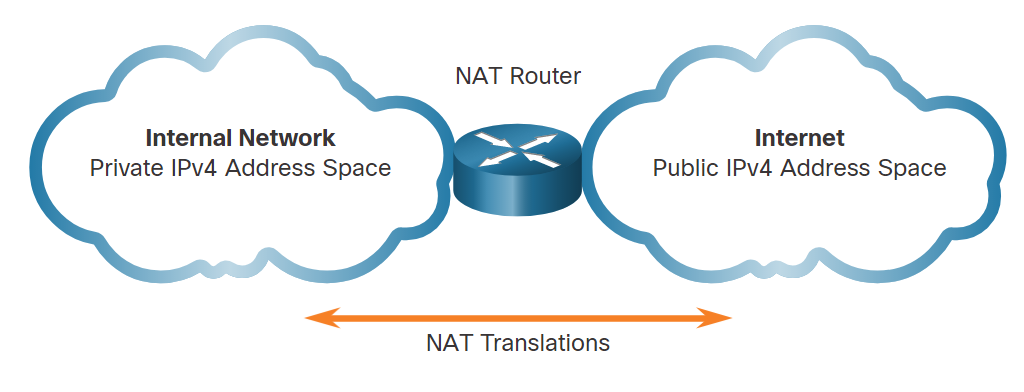 NAT Router
Internal Network
Private IPv4 Address Space
Internet
Public IPv4 Address Space
NAT Translations